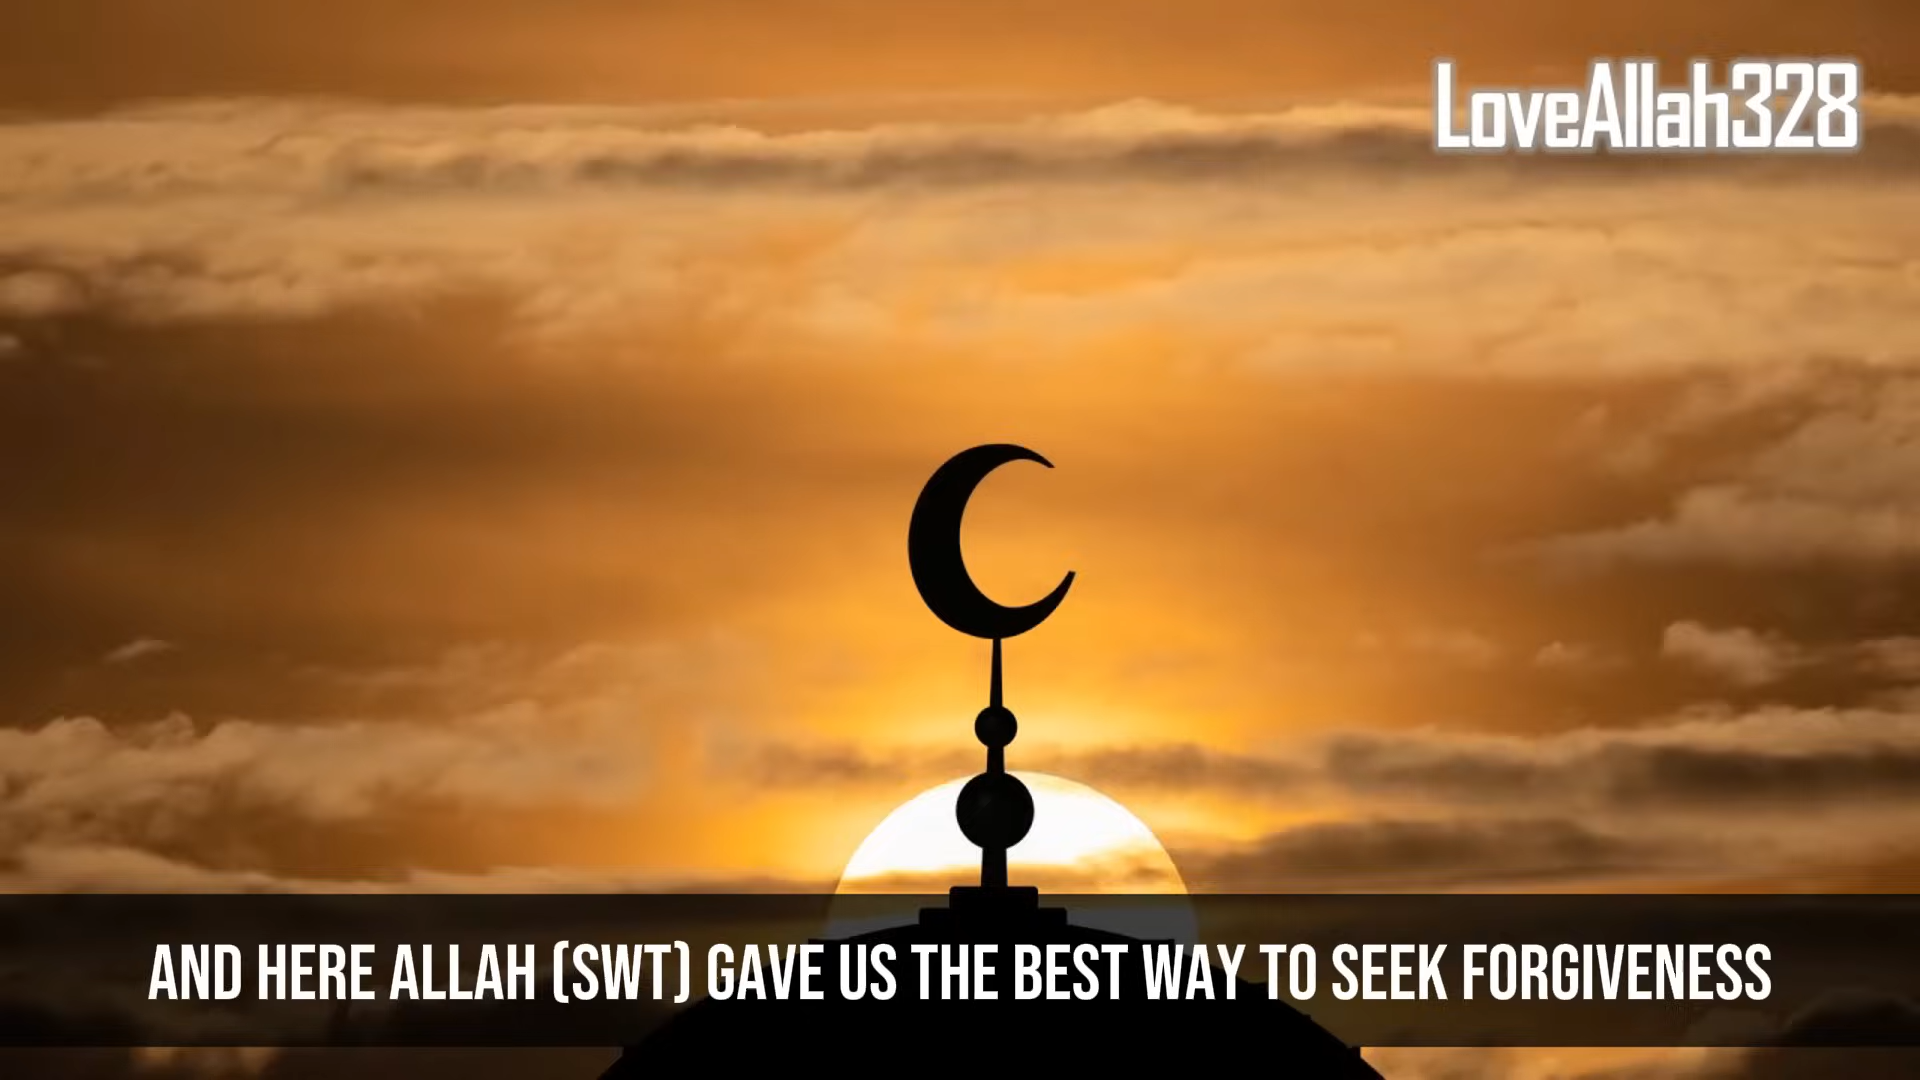 LoveAllah328
AND HERE ALLAH (SWT) GAVE US THE BEST WAY TO SEEK FORGIVENESS